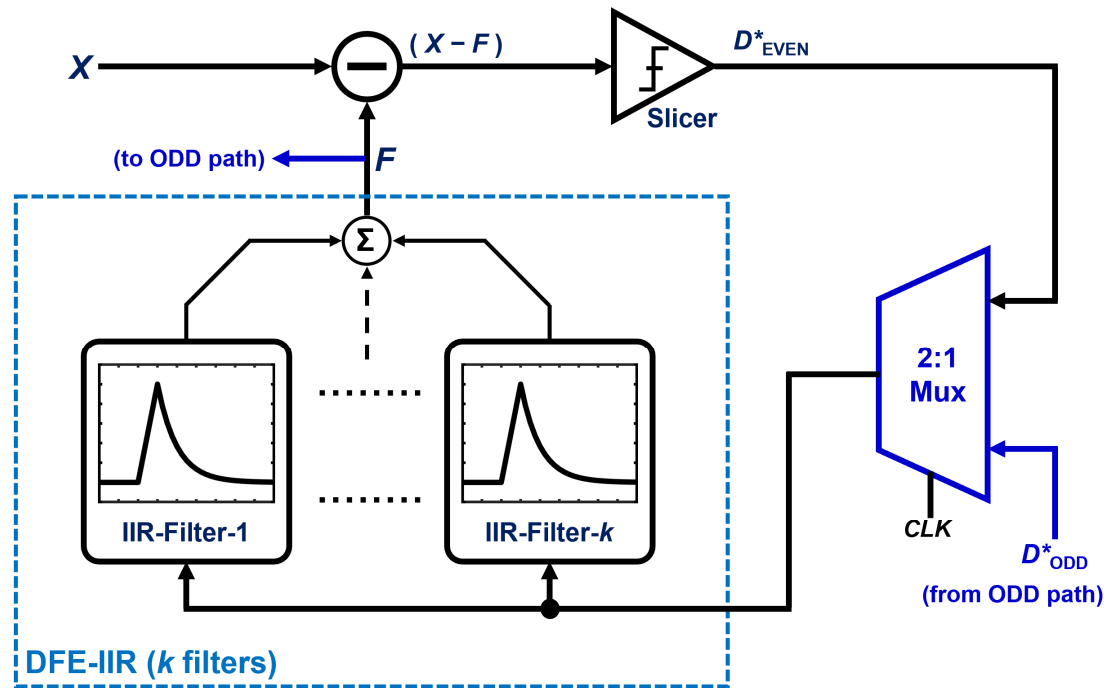 X
( X – F )
D*EVEN
Slicer
(to ODD path)
F
Σ
2:1
Mux
IIR-Filter-1
IIR-Filter-k
CLK
D*ODD
(from ODD path)
DFE-IIR (k filters)